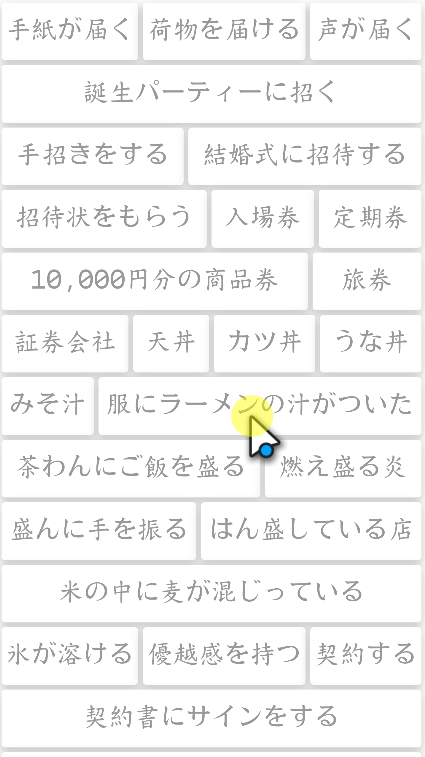 手紙が届く 荷物を届ける 声が届く
誕生パーティーに招く
手招きをする 結婚式に招待する
招待状をもらう 入場券 定期券
10,000円分の商品券 旅券
証券会社 天丼 カツ丼 うな丼
みそ汁 服にラーメンの汁がついた
茶わんにご飯を盛る 燃え盛る炎
盛んに手を振る はん盛している店
米の中に麦が混じっている
氷が溶ける 優越感を持つ 契約する
契約書にサインをする